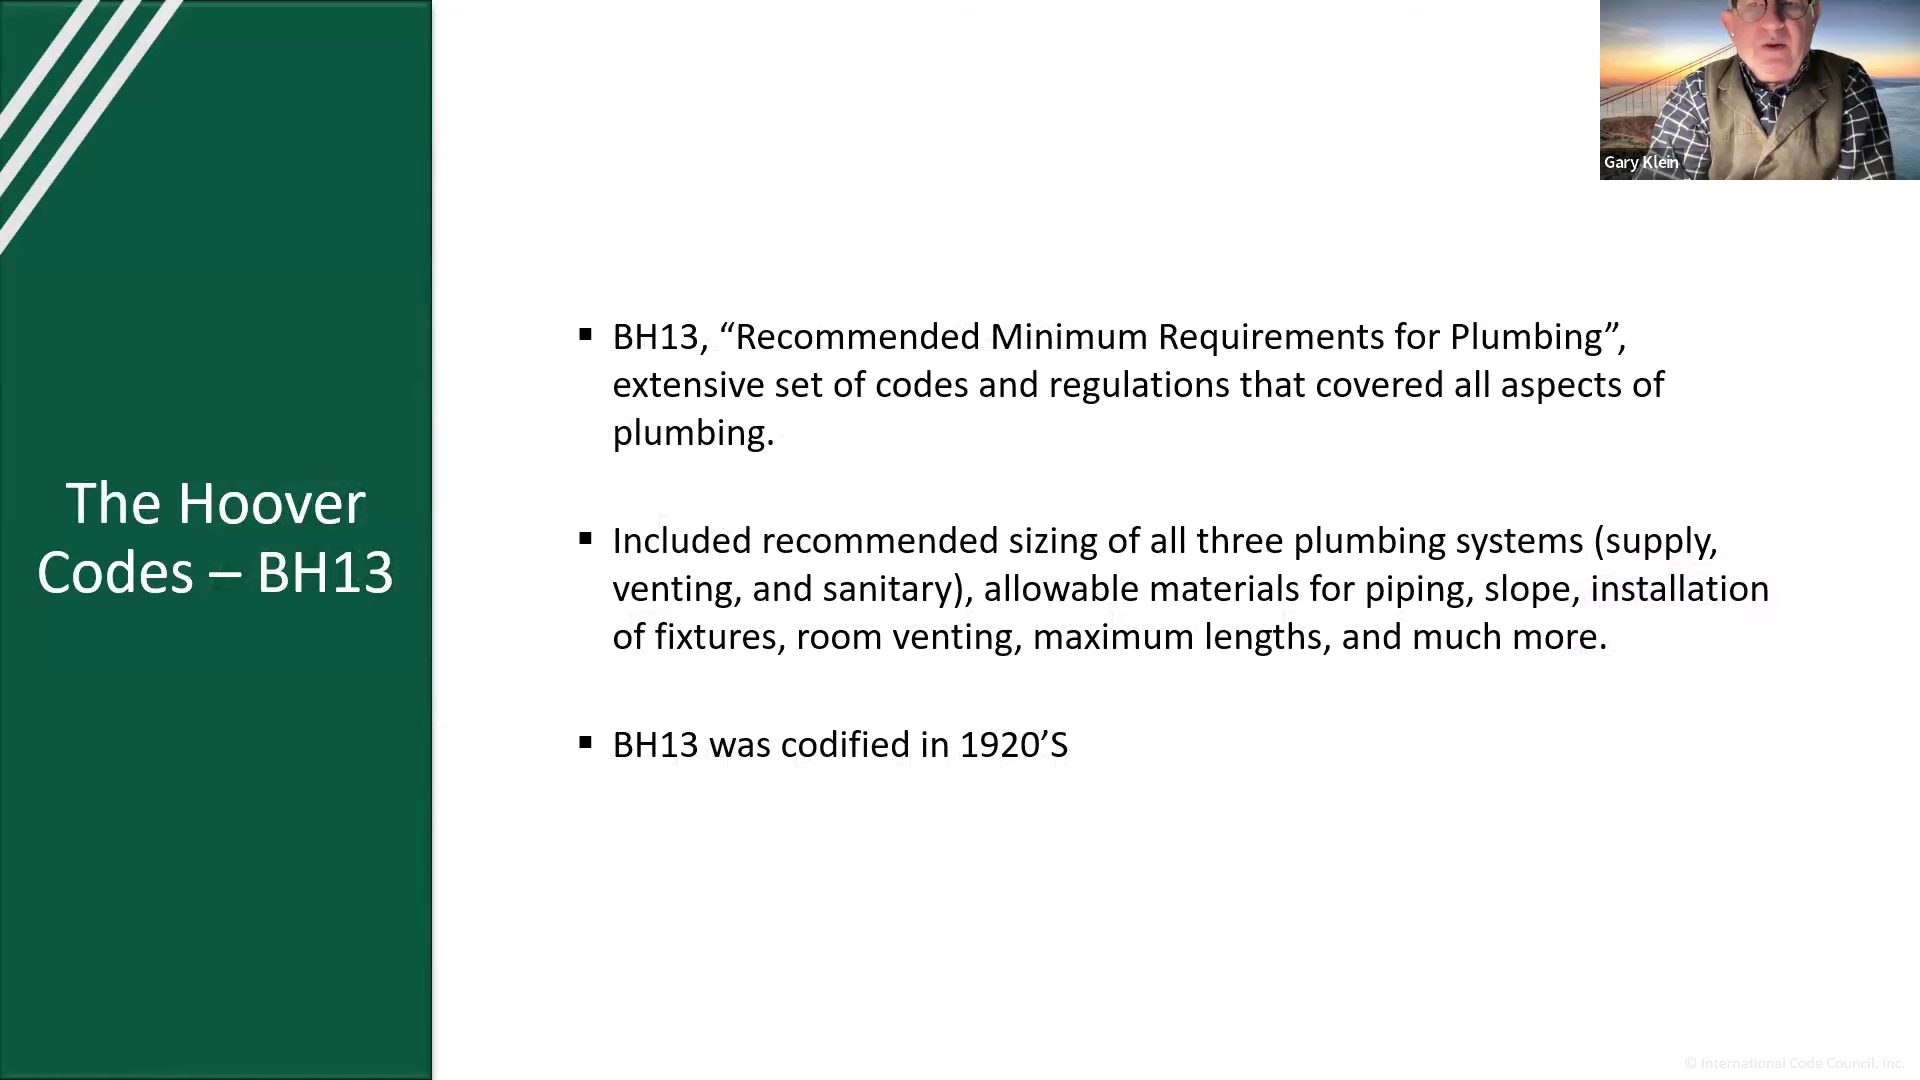 The Hoover
Codes – BH13
▪ BH13, “Recommended Minimum Requirements for Plumbing”,
extensive set of codes and regulations that covered all aspects of
plumbing.
▪ Included recommended sizing of all three plumbing systems (supply,
venting, and sanitary), allowable materials for piping, slope, installation
of fixtures, room venting, maximum lengths, and much more.
▪ BH13 was codified in 1920’S
Gary Klein
© International Code Council, Inc.